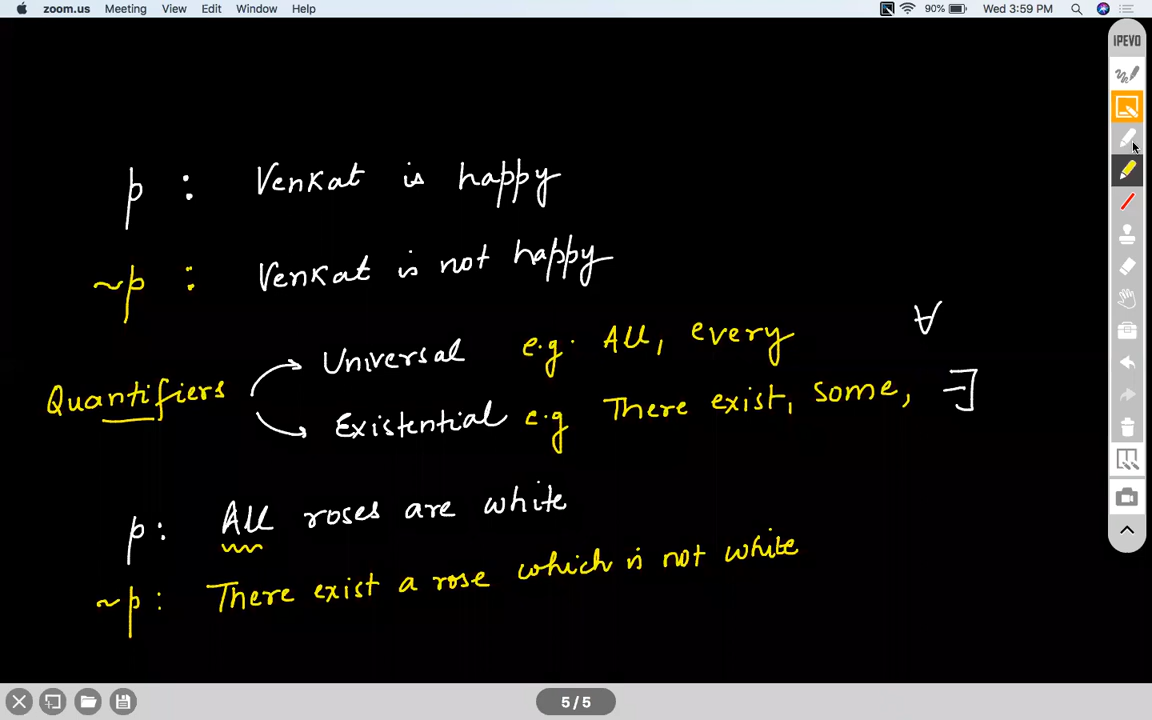 zoom.us Meeting View Edit Window Help 90% Wed 3:59 PM
IPEVO
p : Venkat is happy
~p : Venkat is not happy
∀
Quantifiers Universal e.g. All, every
Existential e.g There exist, some, ∃
p : All roses are white
~p : There exist a rose which is not white
5/5